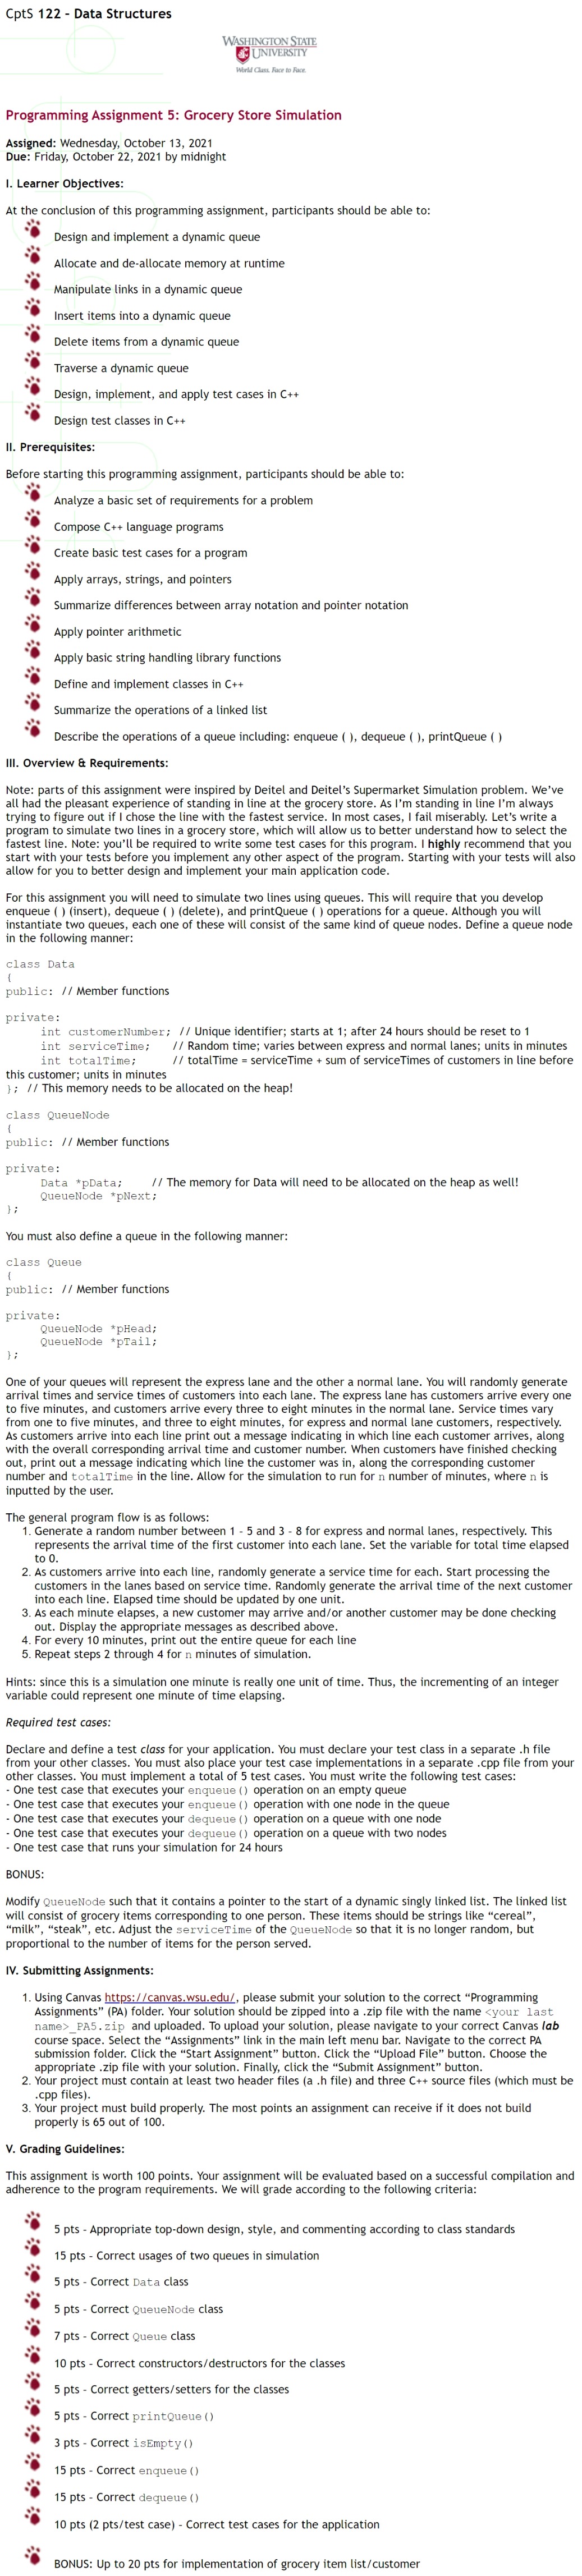 CptS 122 - Data Structures
WASHINGTON STATE
UNIVERSITY
World Class. Face to Face.
Programming Assignment 5: Grocery Store Simulation
Assigned: Wednesday, October 13, 2021
Due: Friday, October 22, 2021 by midnight
I. Learner Objectives:
At the conclusion of this programming assignment, participants should be able to:
Design and implement a dynamic queue
Allocate and de-allocate memory at runtime
Manipulate links in a dynamic queue
Insert items into a dynamic queue
Delete items from a dynamic queue
Traverse a dynamic queue
Design, implement, and apply test cases in C++
Design test classes in C++
II. Prerequisites:
Before starting this programming assignment, participants should be able to:
Analyze a basic set of requirements for a problem
Compose C++ language programs
Create basic test cases for a program
Apply arrays, strings, and pointers
Summarize differences between array notation and pointer notation
Apply pointer arithmetic
Apply basic string handling library functions
Define and implement classes in C++
Summarize the operations of a linked list
Describe the operations of a queue including: enqueue ( ), dequeue ( ), printQueue ( )
III. Overview & Requirements:
Note: parts of this assignment were inspired by Deitel and Deitel’s Supermarket Simulation problem. We’ve
all had the pleasant experience of standing in line at the grocery store. As I’m standing in line I’m always
trying to figure out if I chose the line with the fastest service. In most cases, I fail miserably. Let’s write a
program to simulate two lines in a grocery store, which will allow us to better understand how to select the
fastest line. Note: you’ll be required to write some test cases for this program. I highly recommend that you
start with your tests before you implement any other aspect of the program. Starting with your tests will also
allow for you to better design and implement your main application code.
For this assignment you will need to simulate two lines using queues. This will require that you develop
enqueue ( ) (insert), dequeue ( ) (delete), and printQueue ( ) operations for a queue. Although you will
instantiate two queues, each one of these will consist of the same kind of queue nodes. Define a queue node
in the following manner:
class Data
{
public: // Member functions
private:
int customerNumber; // Unique identifier; starts at 1; after 24 hours should be reset to 1
int serviceTime; // Random time; varies between express and normal lanes; units in minutes
int totalTime; // totalTime = serviceTime + sum of serviceTimes of customers in line before
this customer; units in minutes
}; // This memory needs to be allocated on the heap!
class QueueNode
{
public: // Member functions
private:
Data *pData; // The memory for Data will need to be allocated on the heap as well!
QueueNode *pNext;
};
You must also define a queue in the following manner:
class Queue
{
public: // Member functions
private:
QueueNode *pHead;
QueueNode *pTail;
};
One of your queues will represent the express lane and the other a normal lane. You will randomly generate
arrival times and service times of customers into each lane. The express lane has customers arrive every one
to five minutes, and customers arrive every three to eight minutes in the normal lane. Service times vary
from one to five minutes, and three to eight minutes, for express and normal lane customers, respectively.
As customers arrive into each lane print out a message indicating in which line each customer arrives, along
with the overall corresponding arrival time and customer number. When customers have finished checking
out, print out a message indicating which line the customer was in, along the corresponding customer
number and totalTime in the line. Allow for the simulation to run for n number of minutes, where n is
inputted by the user.
The general program flow is as follows:
1. Generate a random number between 1 - 5 and 3 - 8 for express and normal lanes, respectively. This
represents the arrival time of the first customer into each lane. Set the variable for total time elapsed
to 0.
2. As customers arrive into each line, randomly generate a service time for each. Start processing the
customers in the lanes based on service time. Randomly generate the arrival time of the next customer
into each lane. Elapsed time should be updated by one unit.
3. As each minute elapses, a new customer may arrive and/or another customer may be done checking
out. Display the appropriate messages as described above.
4. For every 10 minutes, print out the entire queue for each line
5. Repeat steps 2 through 4 for n minutes of simulation.
Hints: since this is a simulation one minute is really one unit of time. Thus, the incrementing of an integer
variable could represent one minute of time elapsing.
Required test cases:
Declare and define a test class for your application. You must declare your test class in a separate .h file
from your other classes. You must also place your test case implementations in a separate .cpp file from your
other classes. You must implement a total of 5 test cases. You must write the following test cases:
- One test case that executes your enqueue() operation on an empty queue
- One test case that executes your enqueue() operation with one node in the queue
- One test case that executes your dequeue() operation on a queue with one node
- One test case that executes your dequeue() operation on a queue with two nodes
- One test case that runs your simulation for 24 hours
BONUS:
Modify QueueNode such that it contains a pointer to the start of a dynamic singly linked list. The linked list
will consist of grocery items corresponding to one person. These items should be strings like “cereal”,
“milk”, “steak”, etc. Adjust the serviceTime of the QueueNode so that it is no longer random, but
proportional to the number of items for the person served.
IV. Submitting Assignments:
1. Using Canvas https://canvas.wsu.edu/, please submit your solution to the correct “Programming
Assignments” (PA) folder. Your solution should be zipped into a .zip file with the name <your last
name>_PA5.zip and uploaded. To upload your solution, please navigate to your correct Canvas lab
course space. Select the “Assignments” link in the main left menu bar. Navigate to the correct PA
submission folder. Click the “Start Assignment” button. Click the “Upload File” button. Choose the
appropriate .zip file with your solution. Finally, click the “Submit Assignment” button.
2. Your project must contain at least two header files (a .h file) and three C++ source files (which must be
.cpp files).
3. Your project must build properly. The most points an assignment can receive if it does not build
properly is 65 out of 100.
V. Grading Guidelines:
This assignment is worth 100 points. Your assignment will be evaluated based on a successful compilation and
adherence to the program requirements. We will grade according to the following criteria:
5 pts - Appropriate top-down design, style, and commenting according to class standards
15 pts - Correct usages of two queues in simulation
5 pts - Correct Data class
5 pts - Correct QueueNode class
7 pts - Correct Queue class
10 pts - Correct constructors/destructors for the classes
5 pts - Correct getters/setters for the classes
5 pts - Correct printQueue()
3 pts - Correct isEmpty()
15 pts - Correct enqueue()
15 pts - Correct dequeue()
10 pts (2 pts/test case) - Correct test cases for the application
BONUS: Up to 20 pts for implementation of grocery item list/customer